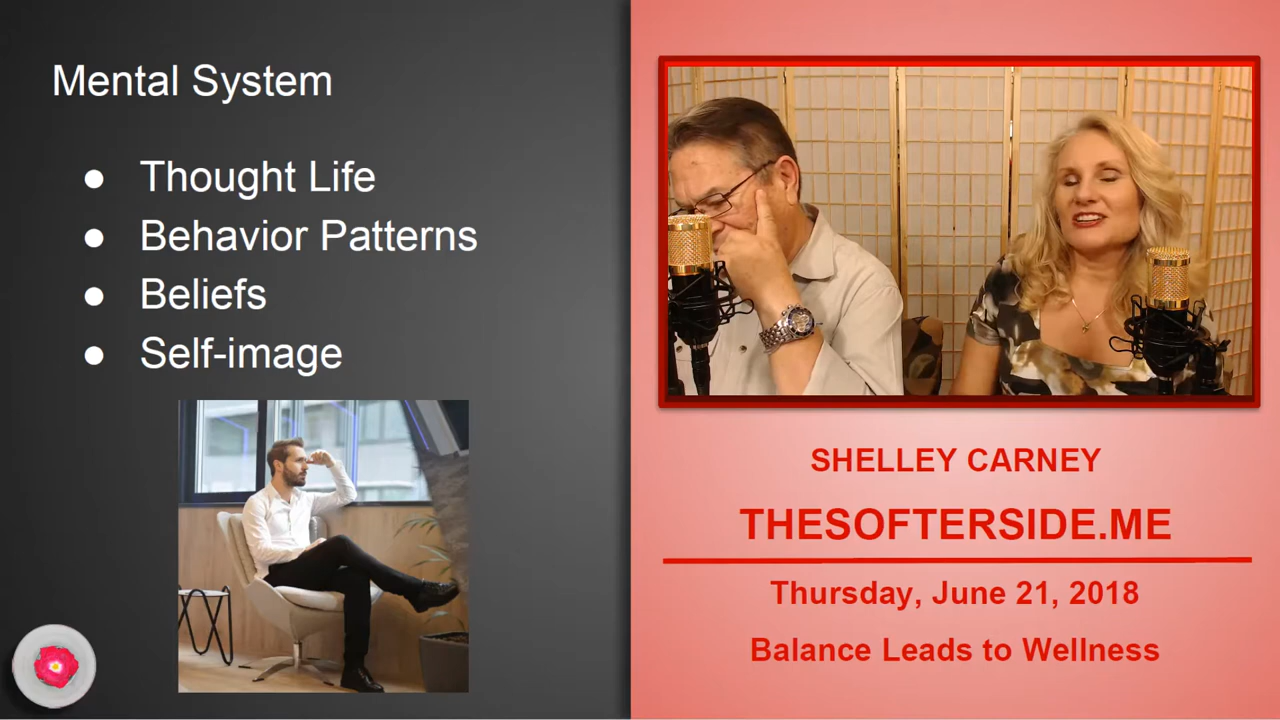 Mental System
● Thought Life
● Behavior Patterns
● Beliefs
● Self-image
SHELLEY CARNEY
THESOFTERSIDE.ME
Thursday, June 21, 2018
Balance Leads to Wellness